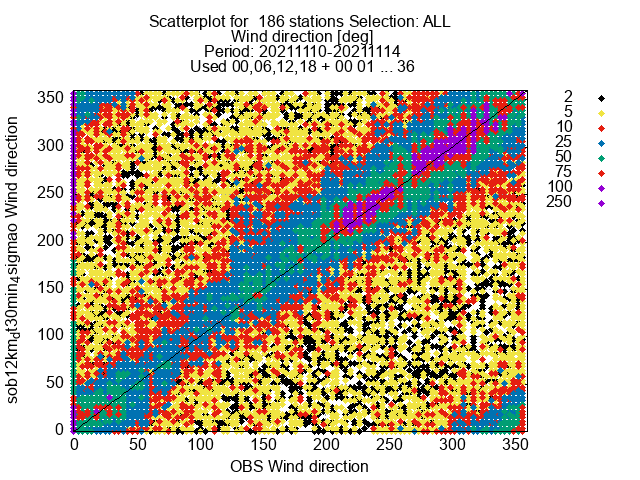 Scatterplot for  186 stations Selection: ALL
Wind direction [deg]
Period: 20211110-20211114
Used 00,06,12,18 + 00 01 ... 36
sob12km_dt30min_4sigmao Wind direction
350
300
250
200
150
100
50
0
0 50 100 150 200 250 300 350
OBS Wind direction
2
5
10
25
50
75
100
250